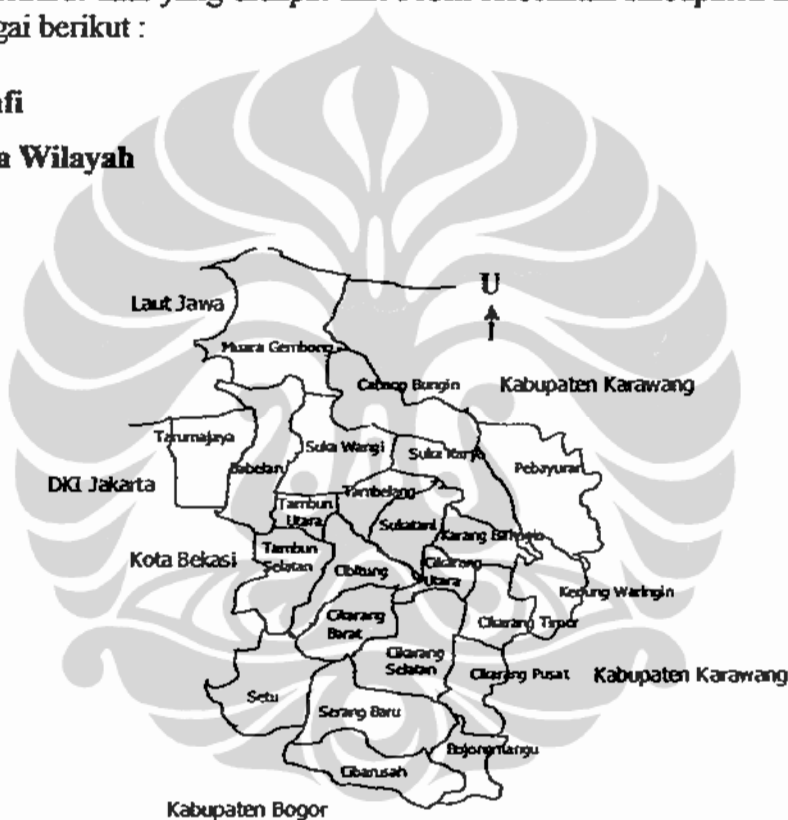 gai berikut :
afi
a Wilayah
U
Laut Jawa
Muara Gembong
Cabaop Bungin
Kabupaten Karawang
Tarumajaya
Suka Wangi
Suka Karya
Babelan
Pebayuran
DKI Jakarta
Tambelang
Tambun
Utara
Sukatani
Karang Bahagia
Kota Bekasi
Tambun
Selatan
Cibitung
Cikarang
Utara
Kedung Waringin
Cikarang
Barat
Cikarang Timur
Cikarang
Selatan
Cikarang Pusat
Kabupaten Karawang
Setu
Serang Baru
Bojongmangu
Cibarusah
Kabupaten Bogor